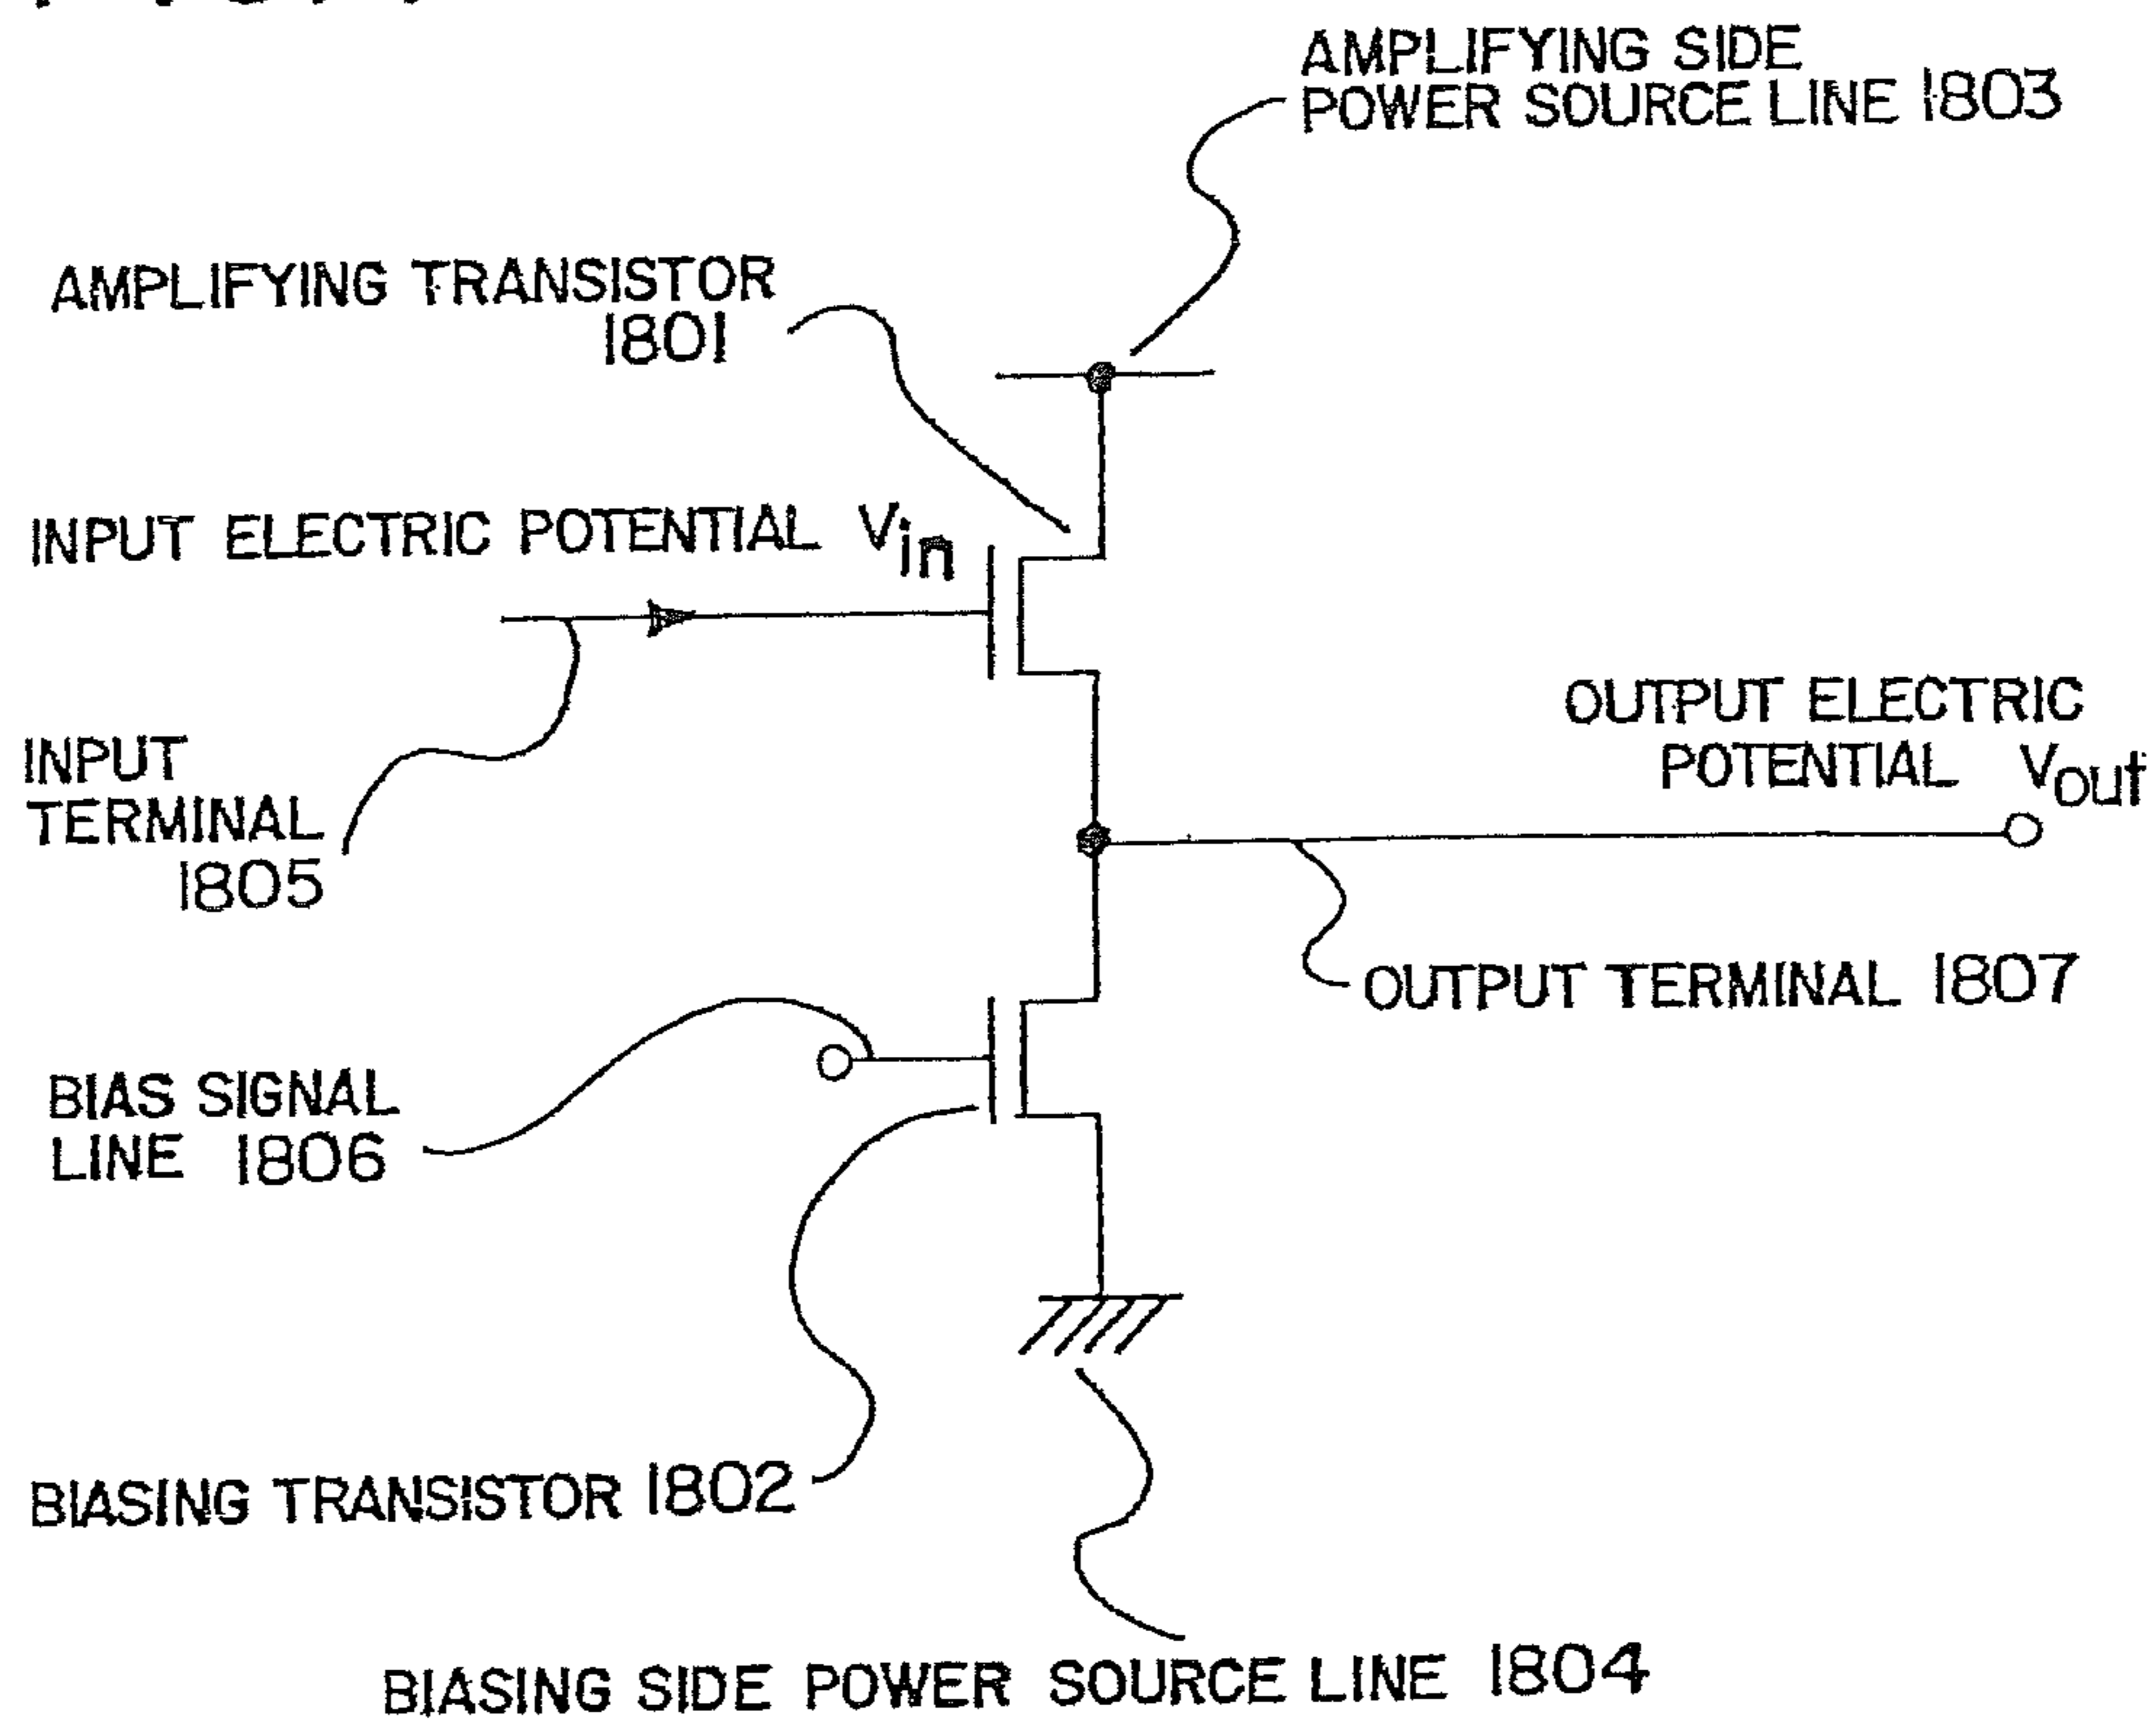 AMPLIFYING SIDE
POWER SOURCE LINE 1803
AMPLIFYING TRANSISTOR
1801
INPUT ELECTRIC POTENTIAL Vin
INPUT
TERMINAL
1805
OUTPUT ELECTRIC
POTENTIAL Vout
OUTPUT TERMINAL 1807
BIAS SIGNAL
LINE 1806
BIASING TRANSISTOR 1802
BIASING SIDE POWER SOURCE LINE 1804